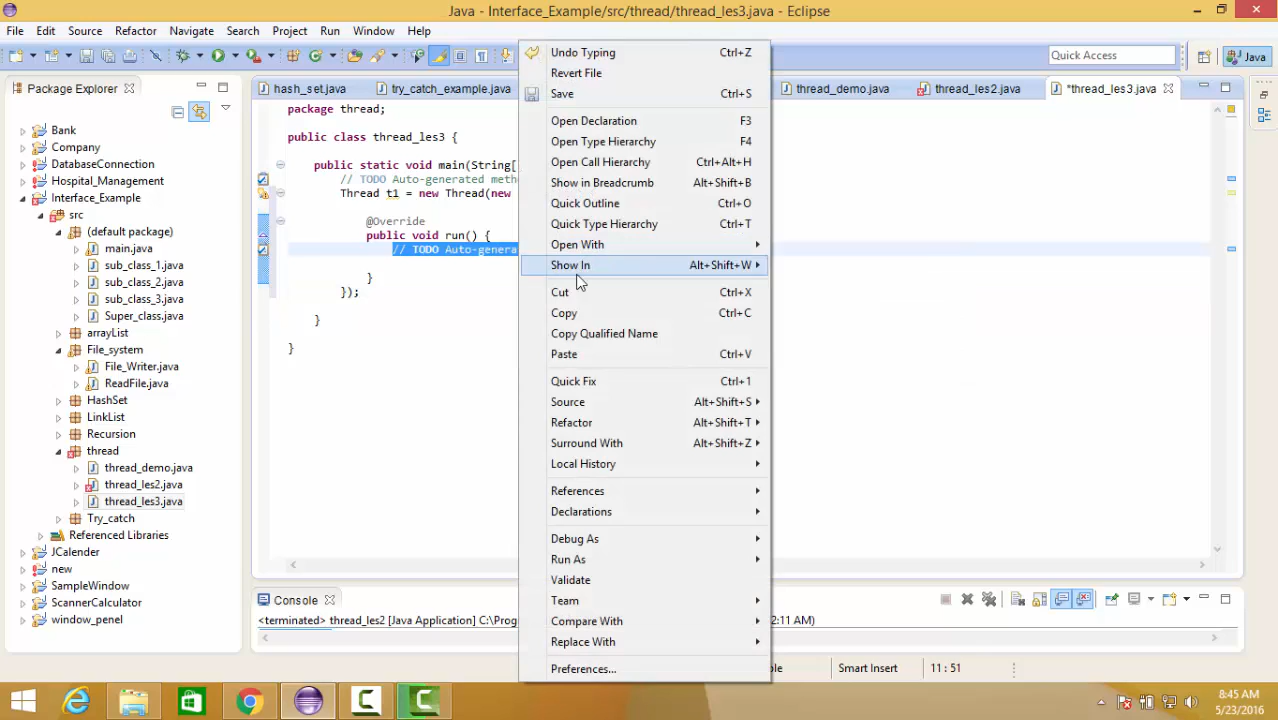 Java - Interface_Example/src/thread/thread_les3.java - Eclipse
File Edit Source Refactor Navigate Search Project Run Window Help
Quick Access
Java
Package Explorer
hash_set.java
try_catch_example.java
thread_demo.java
thread_les2.java
*thread_les3.java
Bank
Company
DatabaseConnection
Hospital_Management
Interface_Example
src
(default package)
main.java
sub_class_1.java
sub_class_2.java
sub_class_3.java
Super_class.java
arrayList
File_system
File_Writer.java
ReadFile.java
HashSet
LinkList
Recursion
thread
thread_demo.java
thread_les2.java
thread_les3.java
Try_catch
Referenced Libraries
JCalender
new
SampleWindow
ScannerCalculator
window_penel
package thread;
public class thread_les3 {
public static void main(String[
// TODO Auto-generated meth
Thread t1 = new Thread(new
@Override
public void run() {
// TODO Auto-genera
}
});
}
}
Undo Typing Ctrl+Z
Revert File
Save Ctrl+S
Open Declaration F3
Open Type Hierarchy F4
Open Call Hierarchy Ctrl+Alt+H
Show in Breadcrumb Alt+Shift+B
Quick Outline Ctrl+O
Quick Type Hierarchy Ctrl+T
Open With
Show In Alt+Shift+W
Cut Ctrl+X
Copy Ctrl+C
Copy Qualified Name
Paste Ctrl+V
Quick Fix Ctrl+1
Source Alt+Shift+S
Refactor Alt+Shift+T
Surround With Alt+Shift+Z
Local History
References
Declarations
Debug As
Run As
Validate
Team
Compare With
Replace With
Preferences...
Console
<terminated> thread_les2 [Java Application] C:\Prog
2:11 AM)
Smart Insert
11 : 51
8:45 AM
5/23/2016